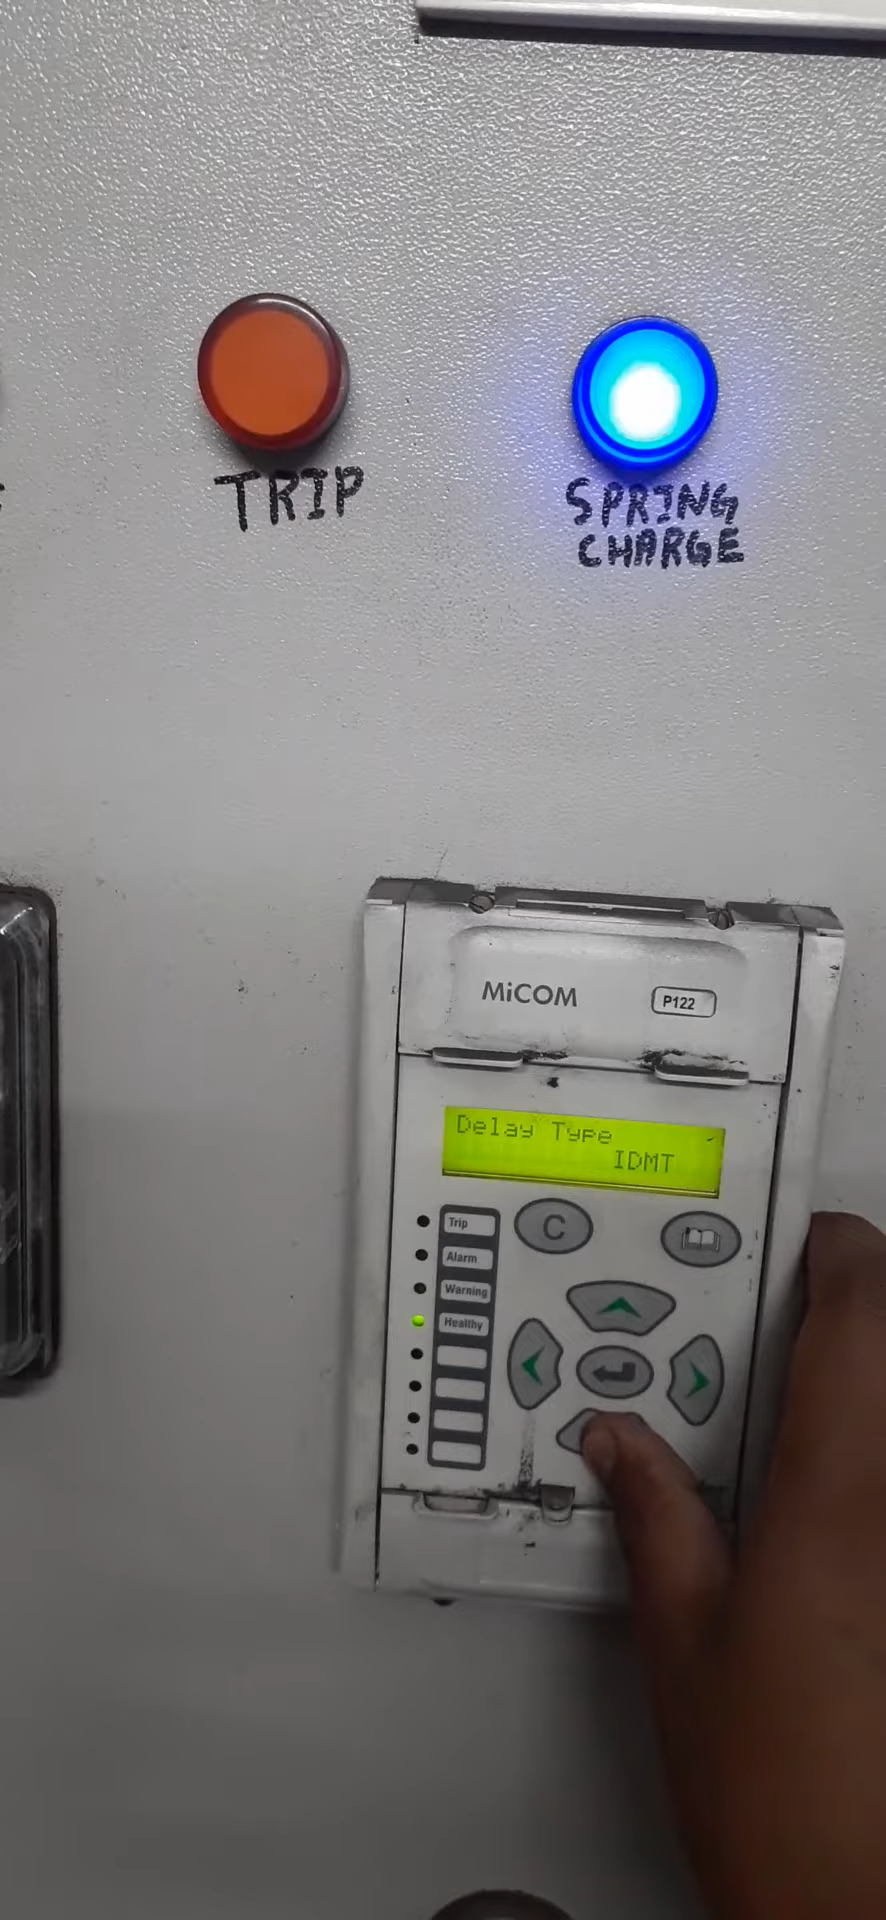 TRIP
SPRING
CHARGE
MiCOM
P122
Delay Type
IDMT
Trip
Alarm
Warning
Healthy
C